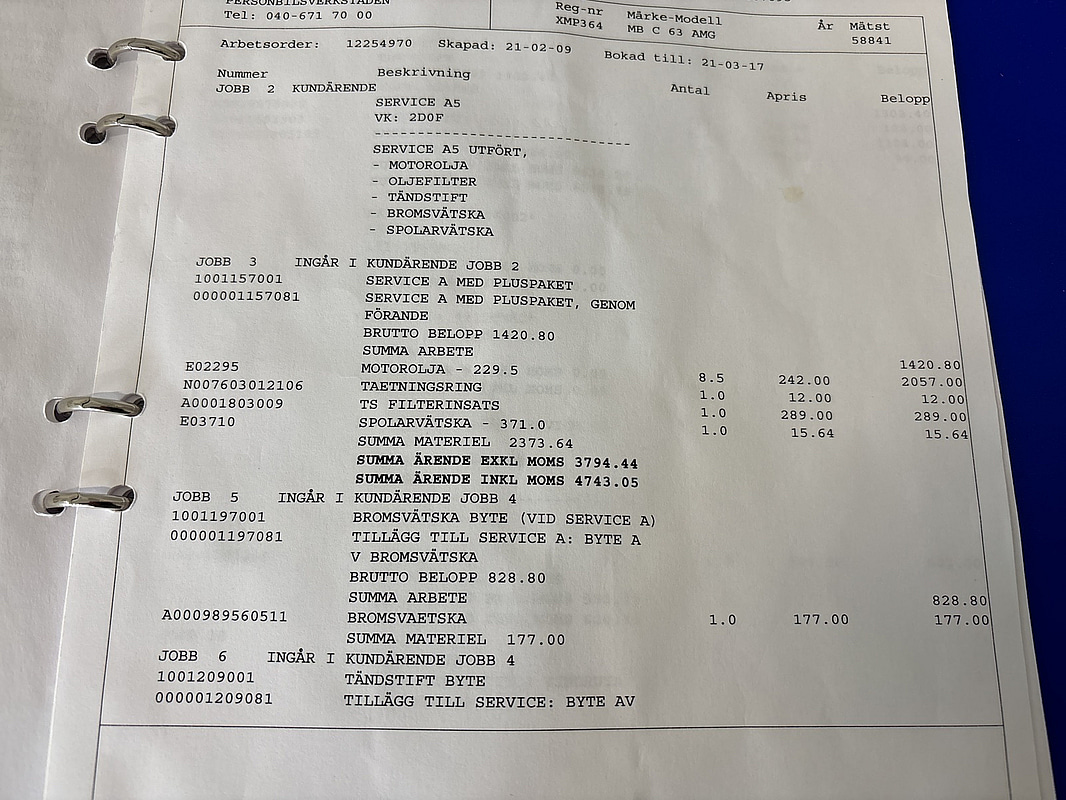 PERSONBILSVERKSTADEN
Tel: 040-671 70 00
Reg-nr Märke-Modell År Mätst
XMP364 MB C 63 AMG 58841
Arbetsorder: 12254970 Skapad: 21-02-09 Bokad till: 21-03-17
Nummer Beskrivning Antal Apris Belopp
JOBB 2 KUNDÄRENDE
SERVICE A5
VK: 2D0F
------------------------------
SERVICE A5 UTFÖRT,
- MOTOROLJA
- OLJEFILTER
- TÄNDSTIFT
- BROMSVÄTSKA
- SPOLARVÄTSKA
JOBB 3 INGÅR I KUNDÄRENDE JOBB 2
1001157001 SERVICE A MED PLUSPAKET
000001157081 SERVICE A MED PLUSPAKET, GENOM
FÖRANDE
BRUTTO BELOPP 1420.80
SUMMA ARBETE 1420.80
E02295 MOTOROLJA - 229.5 8.5 242.00 2057.00
N007603012106 TAETNINGSRING 1.0 12.00 12.00
A0001803009 TS FILTERINSATS 1.0 289.00 289.00
E03710 SPOLARVÄTSKA - 371.0 1.0 15.64 15.64
SUMMA MATERIEL 2373.64
SUMMA ÄRENDE EXKL MOMS 3794.44
SUMMA ÄRENDE INKL MOMS 4743.05
JOBB 5 INGÅR I KUNDÄRENDE JOBB 4
1001197001 BROMSVÄTSKA BYTE (VID SERVICE A)
000001197081 TILLÄGG TILL SERVICE A: BYTE A
V BROMSVÄTSKA
BRUTTO BELOPP 828.80
SUMMA ARBETE 828.80
A000989560511 BROMSVAETSKA 1.0 177.00 177.00
SUMMA MATERIEL 177.00
JOBB 6 INGÅR I KUNDÄRENDE JOBB 4
1001209001 TÄNDSTIFT BYTE
000001209081 TILLÄGG TILL SERVICE: BYTE AV